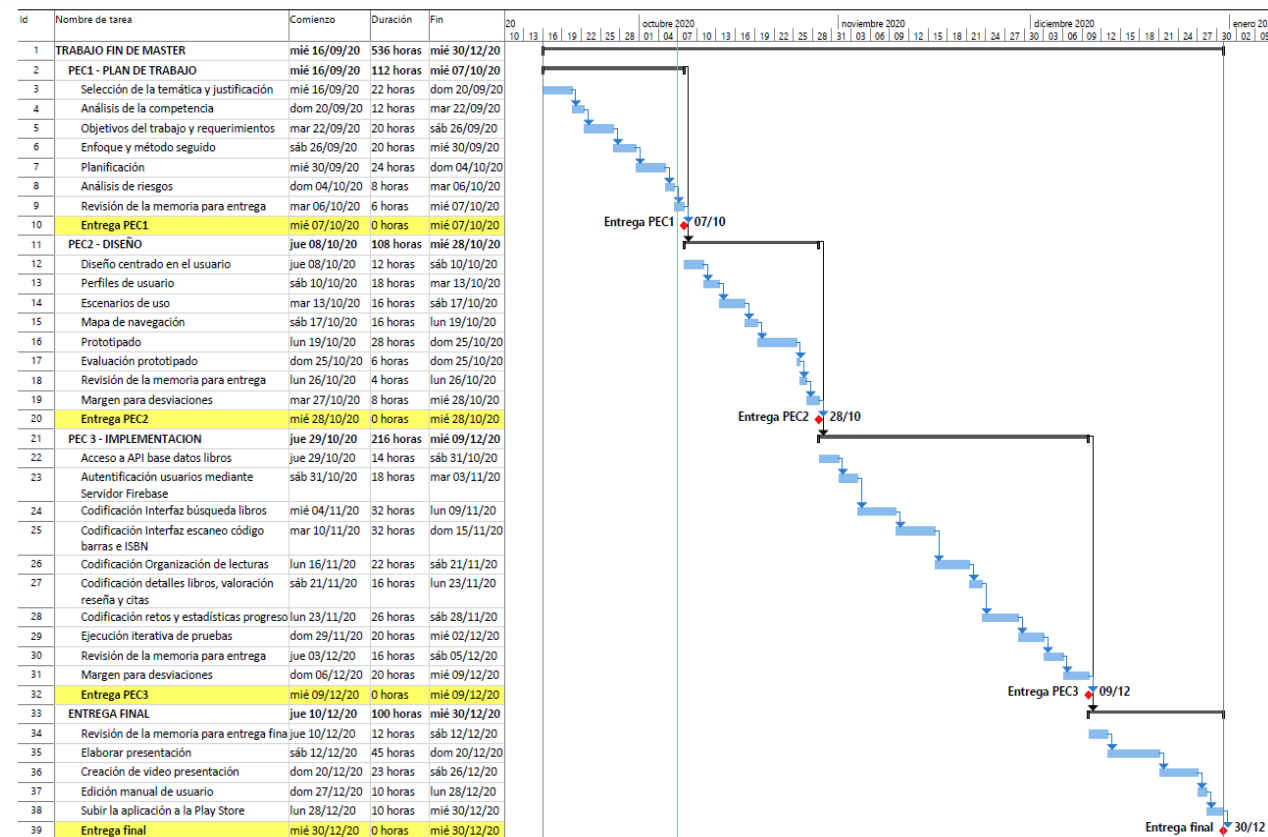 Id Nombre de tarea Comienzo Duración Fin
20 octubre 2020 noviembre 2020 diciembre 2020 enero 20
10 13 16 19 22 25 28 01 04 07 10 13 16 19 22 25 28 31 03 06 09 12 15 18 21 24 27 30 03 06 09 12 15 18 21 24 27 30 02 05
1 TRABAJO FIN DE MASTER mié 16/09/20 536 horas mié 30/12/20
2 PEC1 - PLAN DE TRABAJO mié 16/09/20 112 horas mié 07/10/20
3 Selección de la temática y justificación mié 16/09/20 22 horas dom 20/09/20
4 Análisis de la competencia dom 20/09/20 12 horas mar 22/09/20
5 Objetivos del trabajo y requerimientos mar 22/09/20 20 horas sáb 26/09/20
6 Enfoque y método seguido sáb 26/09/20 20 horas mié 30/09/20
7 Planificación mié 30/09/20 24 horas dom 04/10/20
8 Análisis de riesgos dom 04/10/20 8 horas mar 06/10/20
9 Revisión de la memoria para entrega mar 06/10/20 6 horas mié 07/10/20
10 Entrega PEC1 mié 07/10/20 0 horas mié 07/10/20 Entrega PEC1 07/10
11 PEC2 - DISEÑO jue 08/10/20 108 horas mié 28/10/20
12 Diseño centrado en el usuario jue 08/10/20 12 horas sáb 10/10/20
13 Perfiles de usuario sáb 10/10/20 18 horas mar 13/10/20
14 Escenarios de uso mar 13/10/20 16 horas sáb 17/10/20
15 Mapa de navegación sáb 17/10/20 16 horas lun 19/10/20
16 Prototipado lun 19/10/20 28 horas dom 25/10/20
17 Evaluación prototipado dom 25/10/20 6 horas dom 25/10/20
18 Revisión de la memoria para entrega lun 26/10/20 4 horas lun 26/10/20
19 Margen para desviaciones mar 27/10/20 8 horas mié 28/10/20
20 Entrega PEC2 mié 28/10/20 0 horas mié 28/10/20 Entrega PEC2 28/10
21 PEC 3 - IMPLEMENTACION jue 29/10/20 216 horas mié 09/12/20
22 Acceso a API base datos libros jue 29/10/20 14 horas sáb 31/10/20
23 Autentificación usuarios mediante sáb 31/10/20 18 horas mar 03/11/20
Servidor Firebase
24 Codificación Interfaz búsqueda libros mié 04/11/20 32 horas lun 09/11/20
25 Codificación Interfaz escaneo código mar 10/11/20 32 horas dom 15/11/20
barras e ISBN
26 Codificación Organización de lecturas lun 16/11/20 22 horas sáb 21/11/20
27 Codificación detalles libros, valoración sáb 21/11/20 16 horas lun 23/11/20
reseña y citas
28 Codificación retos y estadísticas progreso lun 23/11/20 26 horas sáb 28/11/20
29 Ejecución iterativa de pruebas dom 29/11/20 20 horas mié 02/12/20
30 Revisión de la memoria para entrega jue 03/12/20 16 horas sáb 05/12/20
31 Margen para desviaciones dom 06/12/20 20 horas mié 09/12/20
32 Entrega PEC3 mié 09/12/20 0 horas mié 09/12/20 Entrega PEC3 09/12
33 ENTREGA FINAL jue 10/12/20 100 horas mié 30/12/20
34 Revisión de la memoria para entrega fina jue 10/12/20 12 horas sáb 12/12/20
35 Elaborar presentación sáb 12/12/20 45 horas dom 20/12/20
36 Creación de video presentación dom 20/12/20 23 horas sáb 26/12/20
37 Edición manual de usuario dom 27/12/20 10 horas lun 28/12/20
38 Subir la aplicación a la Play Store lun 28/12/20 10 horas mié 30/12/20
39 Entrega final mié 30/12/20 0 horas mié 30/12/20 Entrega final 30/12